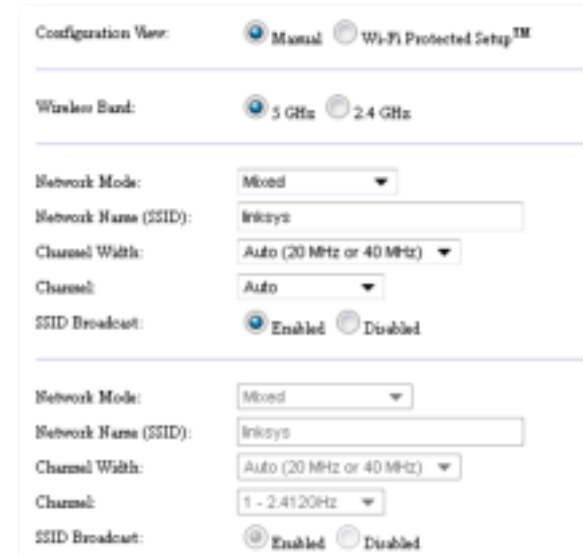 Configuration View: Manual Wi-Fi Protected Setup™
Wireless Band: 5 GHz 2.4 GHz
Network Mode: Mixed
Network Name (SSID): linksys
Channel Width: Auto (20 MHz or 40 MHz)
Channel: Auto
SSID Broadcast: Enabled Disabled
Network Mode: Mixed
Network Name (SSID): linksys
Channel Width: Auto (20 MHz or 40 MHz)
Channel: 1 - 2.412GHz
SSID Broadcast: Enabled Disabled